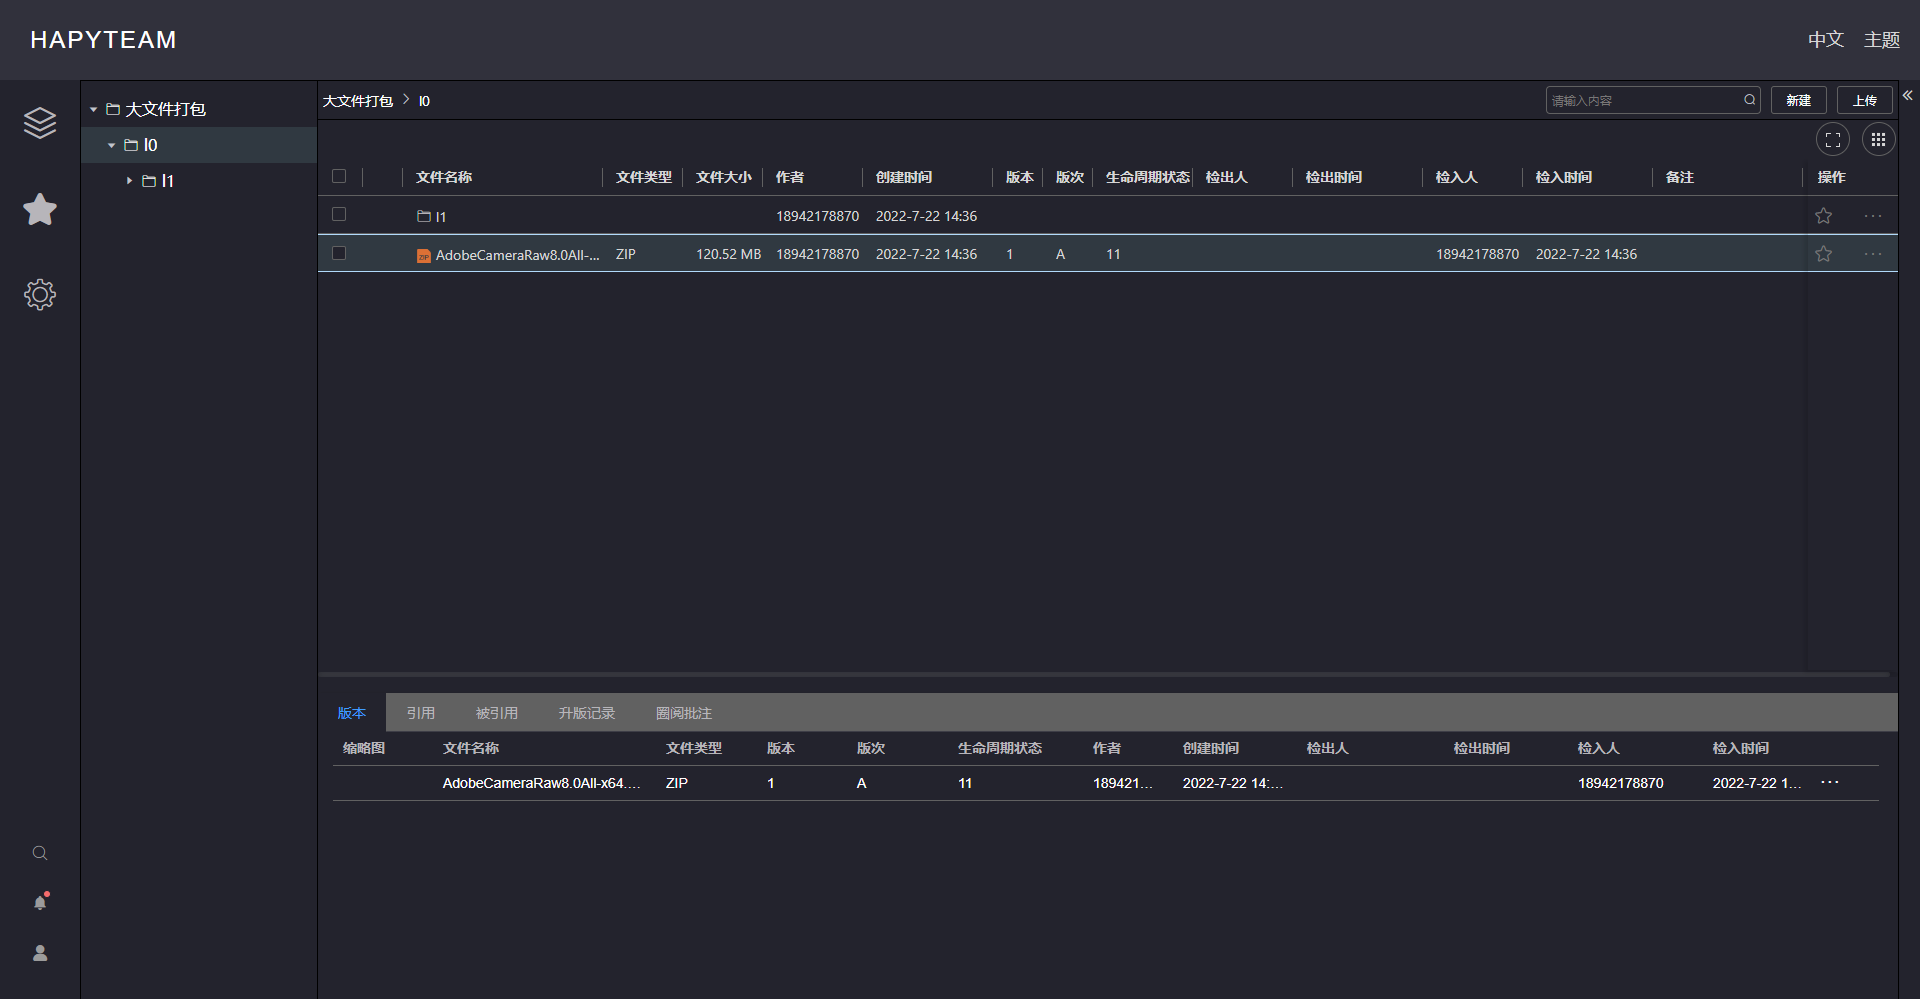 HAPYTEAM
中文 主题
大文件打包
l0
l1
大文件打包 > l0
请输入内容
新建 上传
文件名称 文件类型 文件大小 作者 创建时间 版本 版次 生命周期状态 检出人 检出时间 检入人 检入时间 备注 操作
l1 18942178870 2022-7-22 14:36 ...
ZIP AdobeCameraRaw8.0All-... ZIP 120.52 MB 18942178870 2022-7-22 14:36 1 A 11 18942178870 2022-7-22 14:36 ...
版本 引用 被引用 升版记录 圈阅批注
缩略图 文件名称 文件类型 版本 版次 生命周期状态 作者 创建时间 检出人 检出时间 检入人 检入时间
AdobeCameraRaw8.0All-x64.... ZIP 1 A 11 189421... 2022-7-22 14:... 18942178870 2022-7-22 1... ...